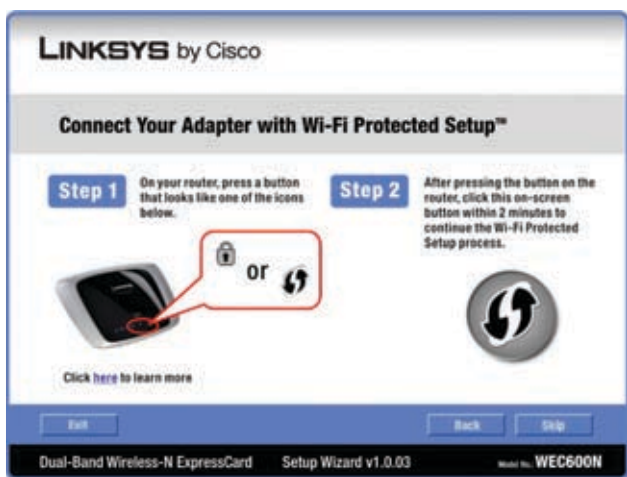 LINKSYS by Cisco
Connect Your Adapter with Wi-Fi Protected Setup™
Step 1
On your router, press a button
that looks like one of the icons
below.
or
Click here to learn more
Step 2
After pressing the button on the
router, click this on-screen
button within 2 minutes to
continue the Wi-Fi Protected
Setup process.
Exit
Back
Skip
Dual-Band Wireless-N ExpressCard
Setup Wizard v1.0.03
Model No. WEC600N